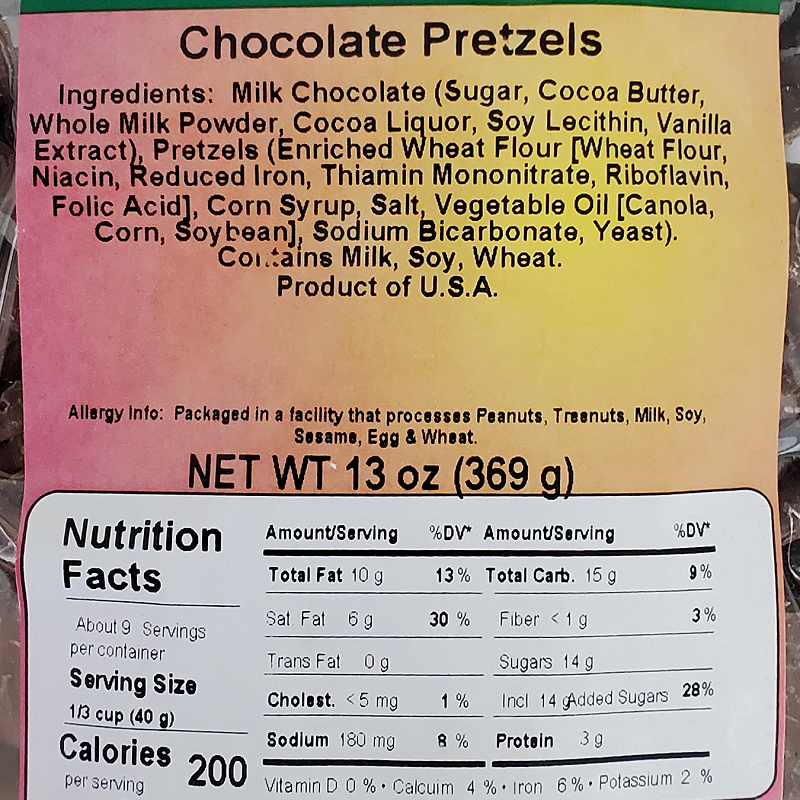 Chocolate Pretzels
Ingredients: Milk Chocolate (Sugar, Cocoa Butter,
Whole Milk Powder, Cocoa Liquor, Soy Lecithin, Vanilla
Extract), Pretzels (Enriched Wheat Flour [Wheat Flour,
Niacin, Reduced Iron, Thiamin Mononitrate, Riboflavin,
Folic Acid], Corn Syrup, Salt, Vegetable Oil [Canola,
Corn, Soybean], Sodium Bicarbonate, Yeast).
Contains Milk, Soy, Wheat.
Product of U.S.A.
Allergy Info: Packaged in a facility that processes Peanuts, Treenuts, Milk, Soy,
Sesame, Egg & Wheat.
NET WT 13 oz (369 g)
Nutrition
Facts
About 9 Servings
per container
Serving Size
1/3 cup (40 g)
Calories 200
per serving
Amount/Serving %DV* Amount/Serving %DV*
Total Fat 10 g 13% Total Carb. 15 g 9%
Sat Fat 6 g 30 % Fiber < 1 g 3%
Trans Fat 0 g Sugars 14 g
Cholest. <5 mg 1 % Incl 14 gAdded Sugars 28%
Sodium 180 mg 8 % Protein 3 g
Vitamin D 0 % • Calcuim 4 % • Iron 6% • Potassium 2 %